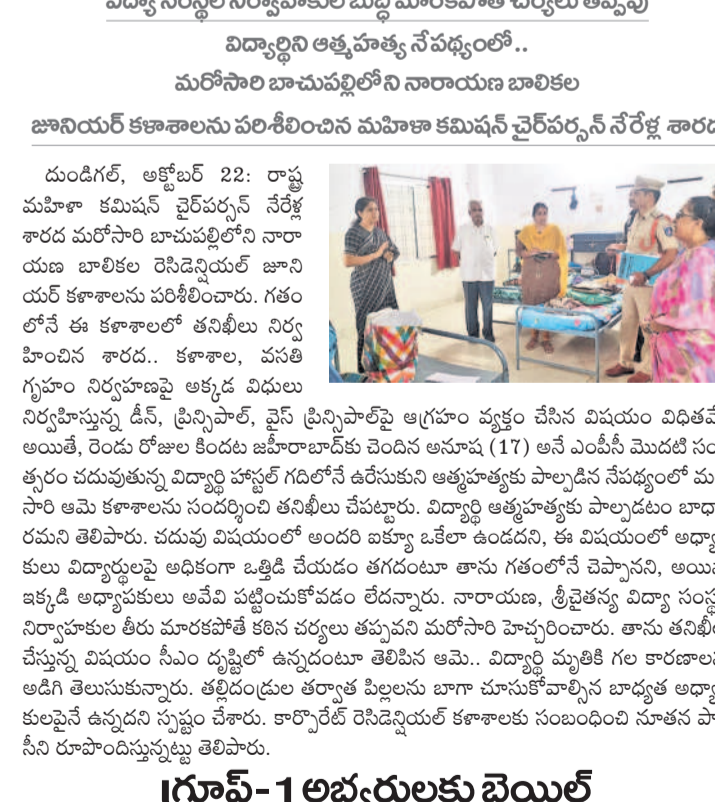 విద్యా సంస్థల నిర్వాహకుల బుద్ధి మారకపోతే చర్యలు తప్పవు
విద్యార్థిని ఆత్మహత్య నేపథ్యంలో..
మరోసారి బాచుపల్లిలోని నారాయణ బాలికల
జూనియర్ కళాశాలను పరిశీలించిన మహిళా కమిషన్ చైర్‌పర్సన్ నేరేళ్ల శారద
దుండిగల్, అక్టోబర్ 22: రాష్ట్ర
మహిళా కమిషన్ చైర్‌పర్సన్ నేరేళ్ల
శారద మరోసారి బాచుపల్లిలోని నారా
యణ బాలికల రెసిడెన్షియల్ జూని
యర్ కళాశాలను పరిశీలించారు. గతం
లోనే ఈ కళాశాలలో తనిఖీలు నిర్వ
హించిన శారద.. కళాశాల, వసతి
గృహం నిర్వహణపై అక్కడ విధులు
నిర్వహిస్తున్న డీన్, ప్రిన్సిపాల్, వైస్ ప్రిన్సిపాల్‌పై ఆగ్రహం వ్యక్తం చేసిన విషయం విధితమే
అయితే, రెండు రోజుల కిందట జహీరాబాద్‌కు చెందిన అనూష (17) అనే ఎంపీసీ మొదటి సం
త్సరం చదువుతున్న విద్యార్థి హాస్టల్ గదిలోనే ఉరేసుకుని ఆత్మహత్యకు పాల్పడిన నేపథ్యంలో మ
సారి ఆమె కళాశాలను సందర్శించి తనిఖీలు చేపట్టారు. విద్యార్థి ఆత్మహత్యకు పాల్పడటం బాధా
రమని తెలిపారు. చదువు విషయంలో అందరి ఐక్యూ ఒకేలా ఉండదని, ఈ విషయంలో అధ్యా
కులు విద్యార్థులపై అధికంగా ఒత్తిడి చేయడం తగదంటూ తాను గతంలోనే చెప్పానని, అయిన
ఇక్కడి అధ్యాపకులు అవేవి పట్టించుకోవడం లేదన్నారు. నారాయణ, శ్రీచైతన్య విద్యా సంస్థ
నిర్వాహకుల తీరు మారకపోతే కఠిన చర్యలు తప్పవని మరోసారి హెచ్చరించారు. తాను తనిఖీల
చేస్తున్న విషయం సీఎం దృష్టిలో ఉన్నదంటూ తెలిపిన ఆమె.. విద్యార్థి మృతికి గల కారణాల
అడిగి తెలుసుకున్నారు. తల్లిదండ్రుల తర్వాత పిల్లలను బాగా చూసుకోవాల్సిన బాధ్యత అధ్యా
కులపైనే ఉన్నదని స్పష్టం చేశారు. కార్పొరేట్ రెసిడెన్షియల్ కళాశాలకు సంబంధించి నూతన పా
సీని రూపొందిస్తున్నట్టు తెలిపారు.
గ్రూప్-1 అభ్యర్థులకు బెయిల్